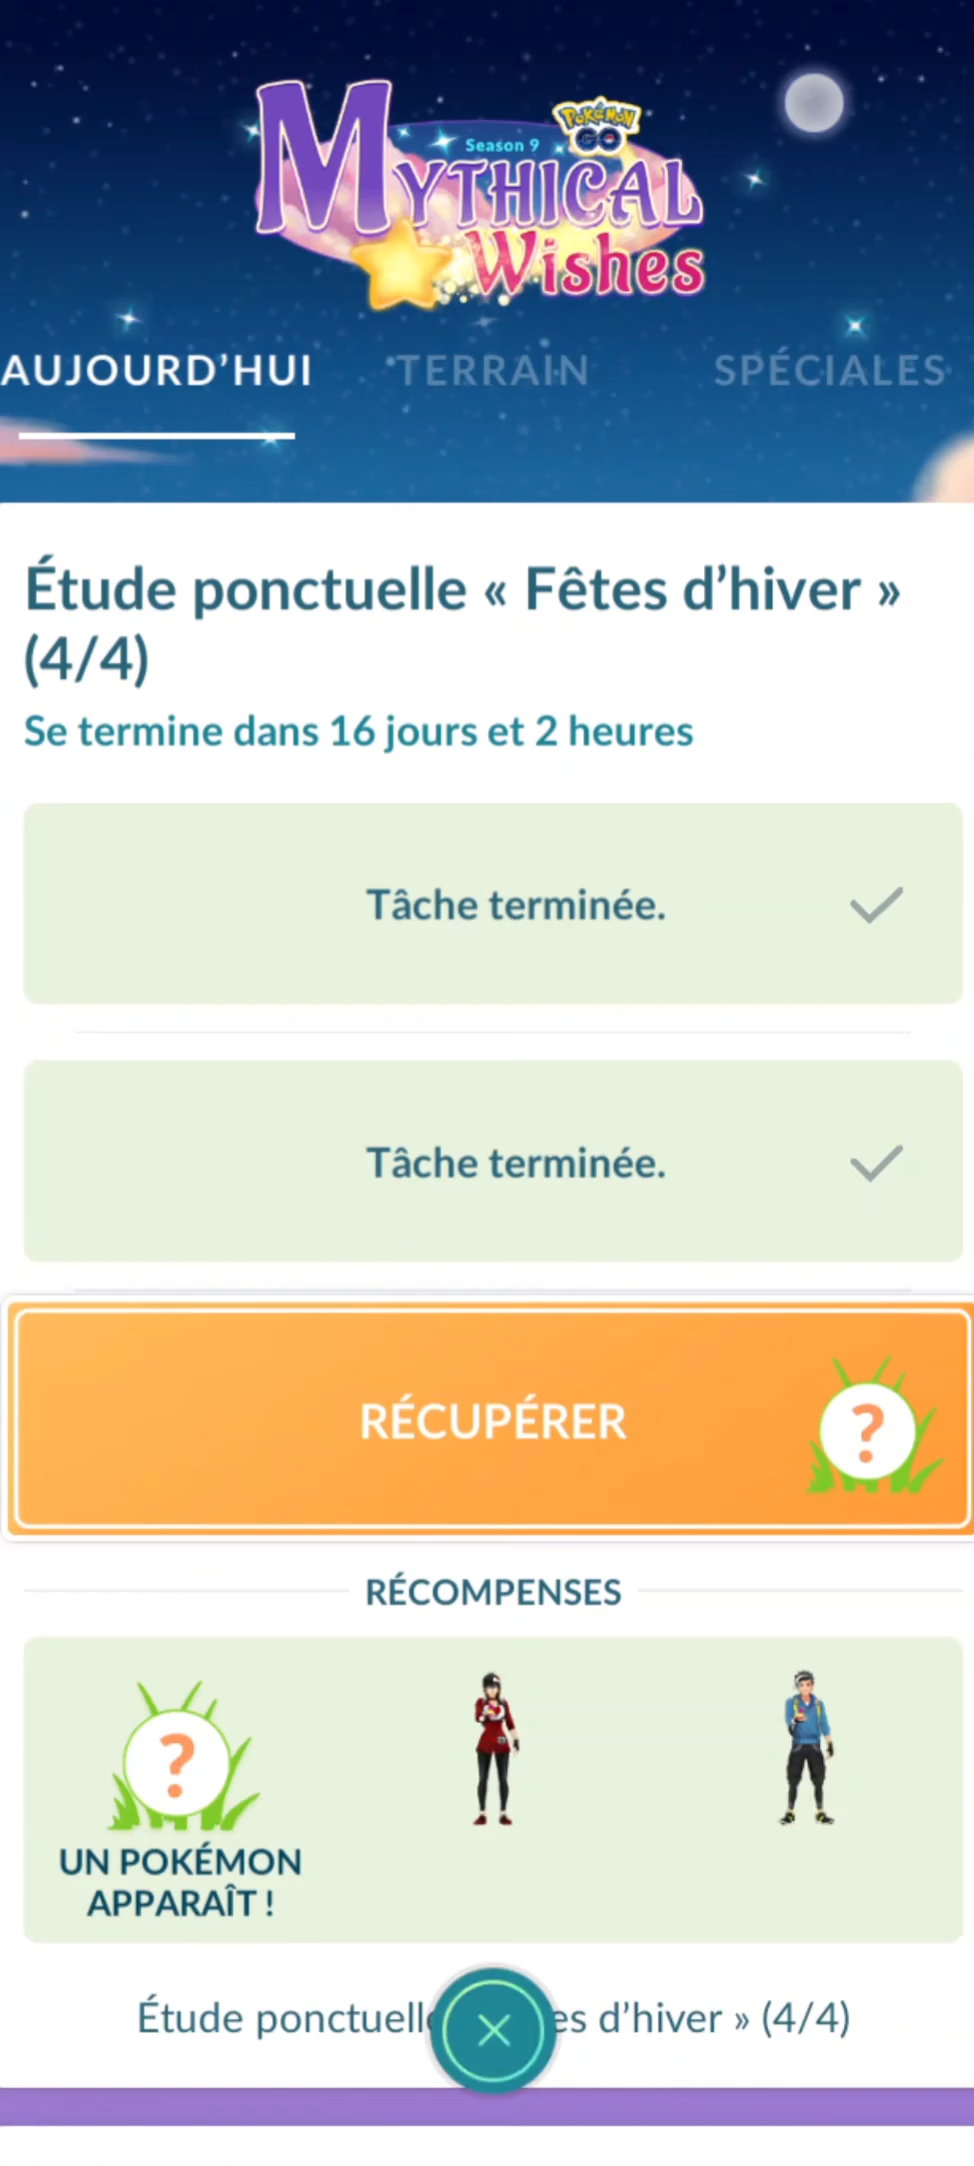 Season 9
POKÉMON
GO
MYTHICAL
Wishes
AUJOURD’HUI
TERRAIN
SPÉCIALES
Étude ponctuelle « Fêtes d’hiver »
(4/4)
Se termine dans 16 jours et 2 heures
Tâche terminée.
Tâche terminée.
RÉCUPÉRER
?
RÉCOMPENSES
?
UN POKÉMON
APPARAÎT !
Étude ponctuelle es d’hiver » (4/4)